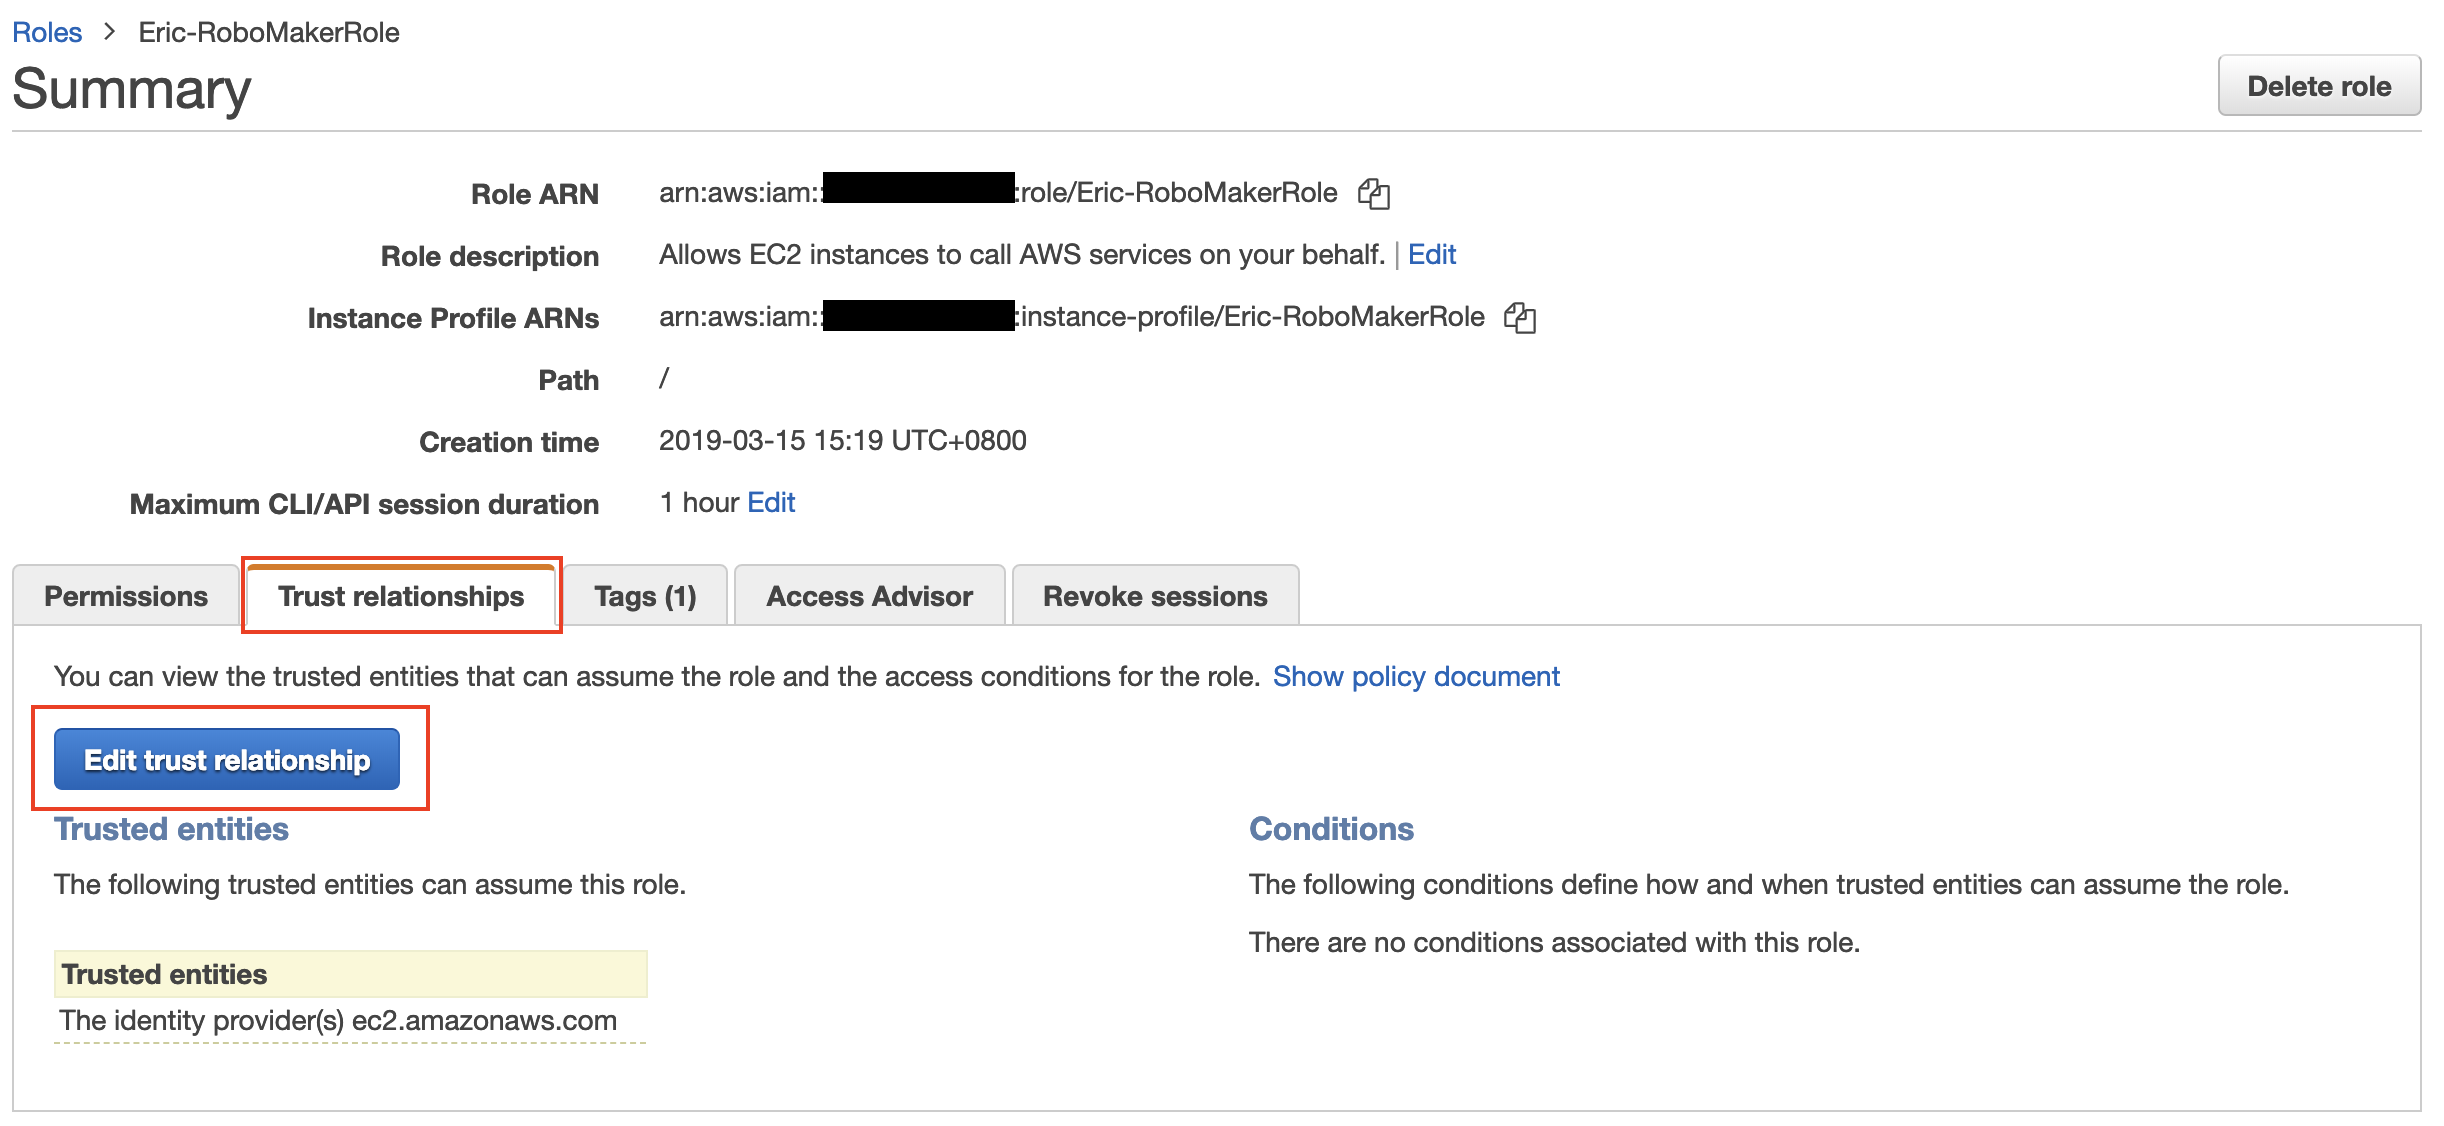 Roles > Eric-RoboMakerRole
Summary
Delete role
Role ARN arn:aws:iam:: :role/Eric-RoboMakerRole
Role description Allows EC2 instances to call AWS services on your behalf. | Edit
Instance Profile ARNs arn:aws:iam:: :instance-profile/Eric-RoboMakerRole
Path /
Creation time 2019-03-15 15:19 UTC+0800
Maximum CLI/API session duration 1 hour Edit
Permissions Trust relationships Tags (1) Access Advisor Revoke sessions
You can view the trusted entities that can assume the role and the access conditions for the role. Show policy document
Edit trust relationship
Trusted entities
The following trusted entities can assume this role.
Trusted entities
The identity provider(s) ec2.amazonaws.com
Conditions
The following conditions define how and when trusted entities can assume the role.
There are no conditions associated with this role.